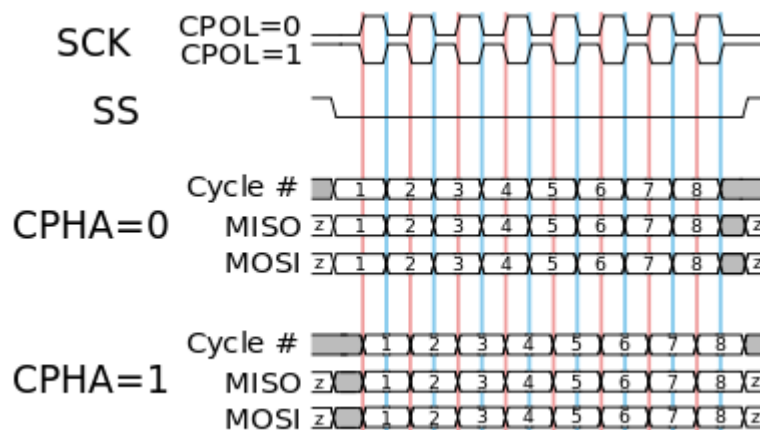 SCK CPOL=0
CPOL=1
SS
Cycle # 1 2 3 4 5 6 7 8
CPHA=0 MISO z 1 2 3 4 5 6 7 8 z
MOSI z 1 2 3 4 5 6 7 8 z
Cycle # 1 2 3 4 5 6 7 8
CPHA=1 MISO z 1 2 3 4 5 6 7 8 z
MOSI z 1 2 3 4 5 6 7 8 z